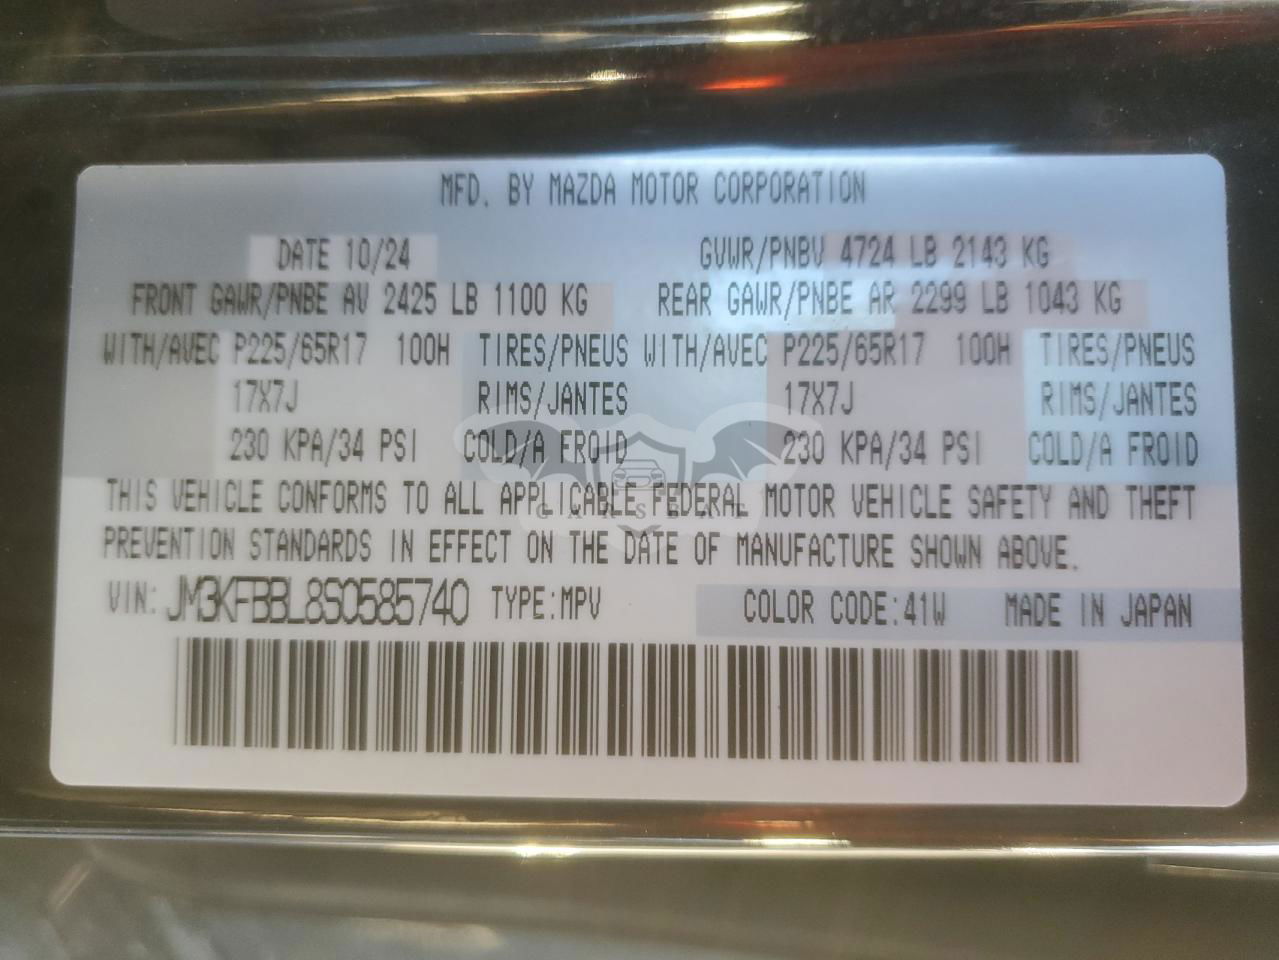 MFD. BY MAZDA MOTOR CORPORATION
DATE 10/24 GVWR/PNBV 4724 LB 2143 KG
FRONT GAWR/PNBE AV 2425 LB 1100 KG REAR GAWR/PNBE AR 2299 LB 1043 KG
WITH/AVEC P225/65R17 100H TIRES/PNEUS WITH/AVEC P225/65R17 100H TIRES/PNEUS
17X7J RIMS/JANTES 17X7J RIMS/JANTES
230 KPA/34 PSI COLD/A FROID 230 KPA/34 PSI COLD/A FROID
THIS VEHICLE CONFORMS TO ALL APPLICABLE FEDERAL MOTOR VEHICLE SAFETY AND THEFT
CARSBAT
PREVENTION STANDARDS IN EFFECT ON THE DATE OF MANUFACTURE SHOWN ABOVE.
VIN: JM3KFBBL8S0585740 TYPE:MPV COLOR CODE:41W MADE IN JAPAN